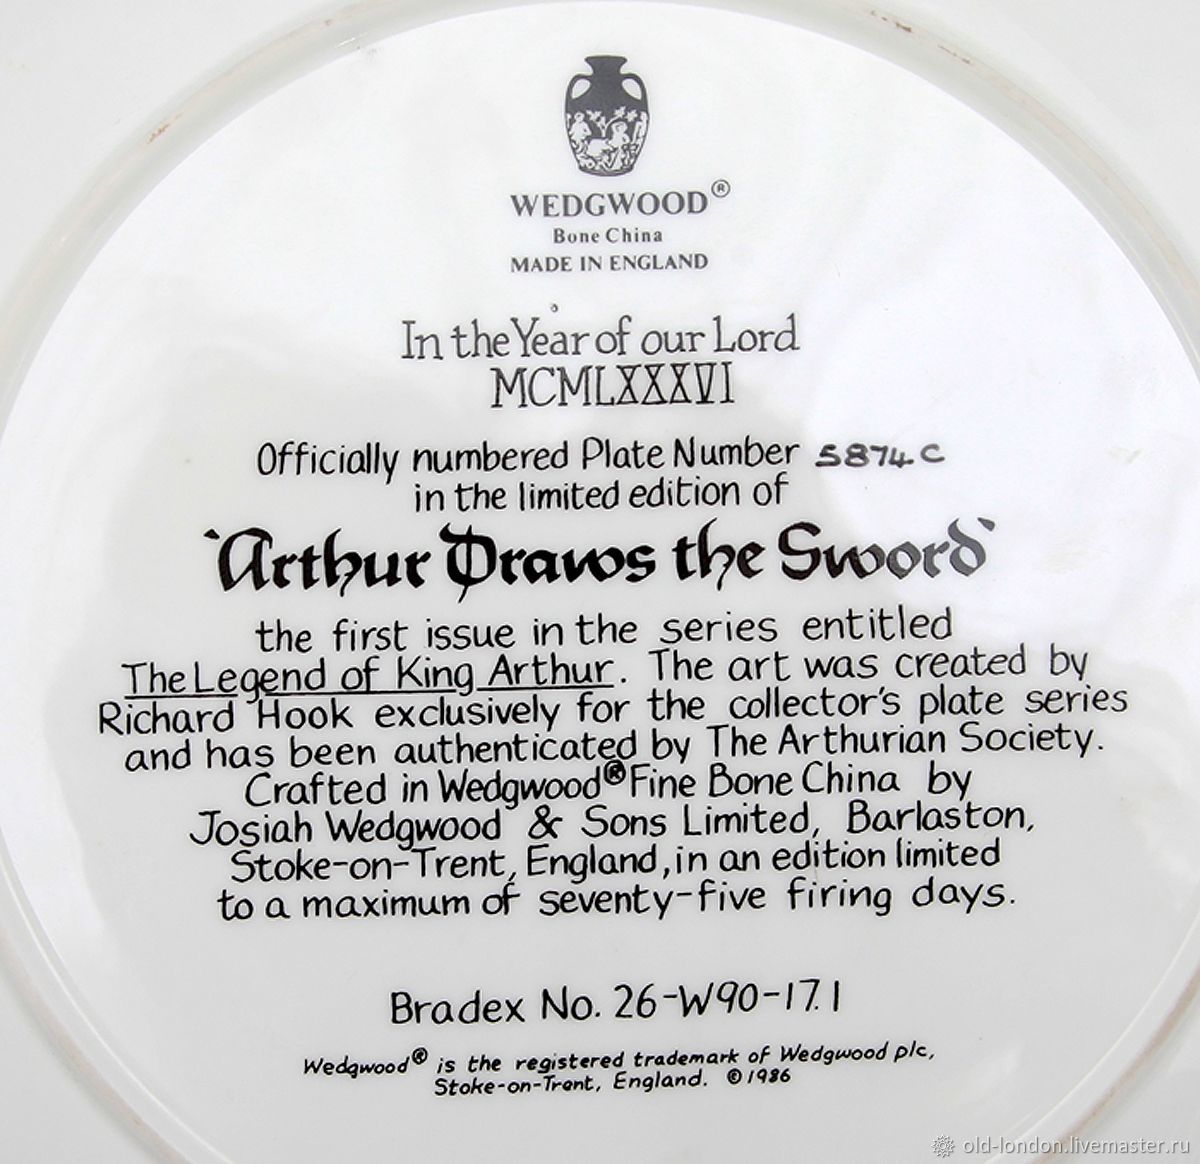 WEDGWOOD®
Bone China
MADE IN ENGLAND
In the Year of our Lord
MCMLXXXVI
Officially numbered Plate Number 5874C
in the limited edition of
'Arthur Draws the Sword'
the first issue in the series entitled
The Legend of King Arthur. The art was created by
Richard Hook exclusively for the collector's plate series
and has been authenticated by The Arthurian Society.
Crafted in Wedgwood® Fine Bone China by
Josiah Wedgwood & Sons Limited, Barlaston,
Stoke-on-Trent, England, in an edition limited
to a maximum of seventy-five firing days.
Bradex No. 26-W90-17.1
Wedgwood® is the registered trademark of Wedgwood plc,
Stoke-on-Trent, England. ©1986
old-london.livemaster.ru